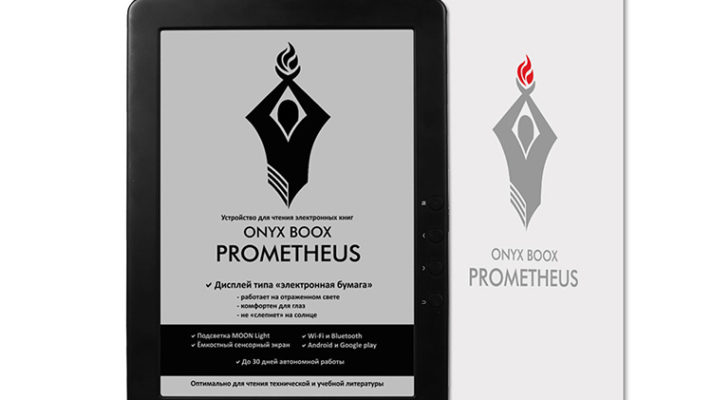 Устройство для чтения электронных книг
ONYX BOOX
PROMETHEUS
✓ Дисплей типа «электронная бумага»
- работает на отраженном свете
- комфортен для глаз
- не «слепнет» на солнце
✓ Подсветка MOON Light
✓ Ёмкостный сенсорный экран
✓ Wi-Fi и Bluetooth
✓ Android и Google play
✓ До 30 дней автономной работы
Оптимально для чтения технической и учебной литературы
ONYX BOOX
PROMETHEUS